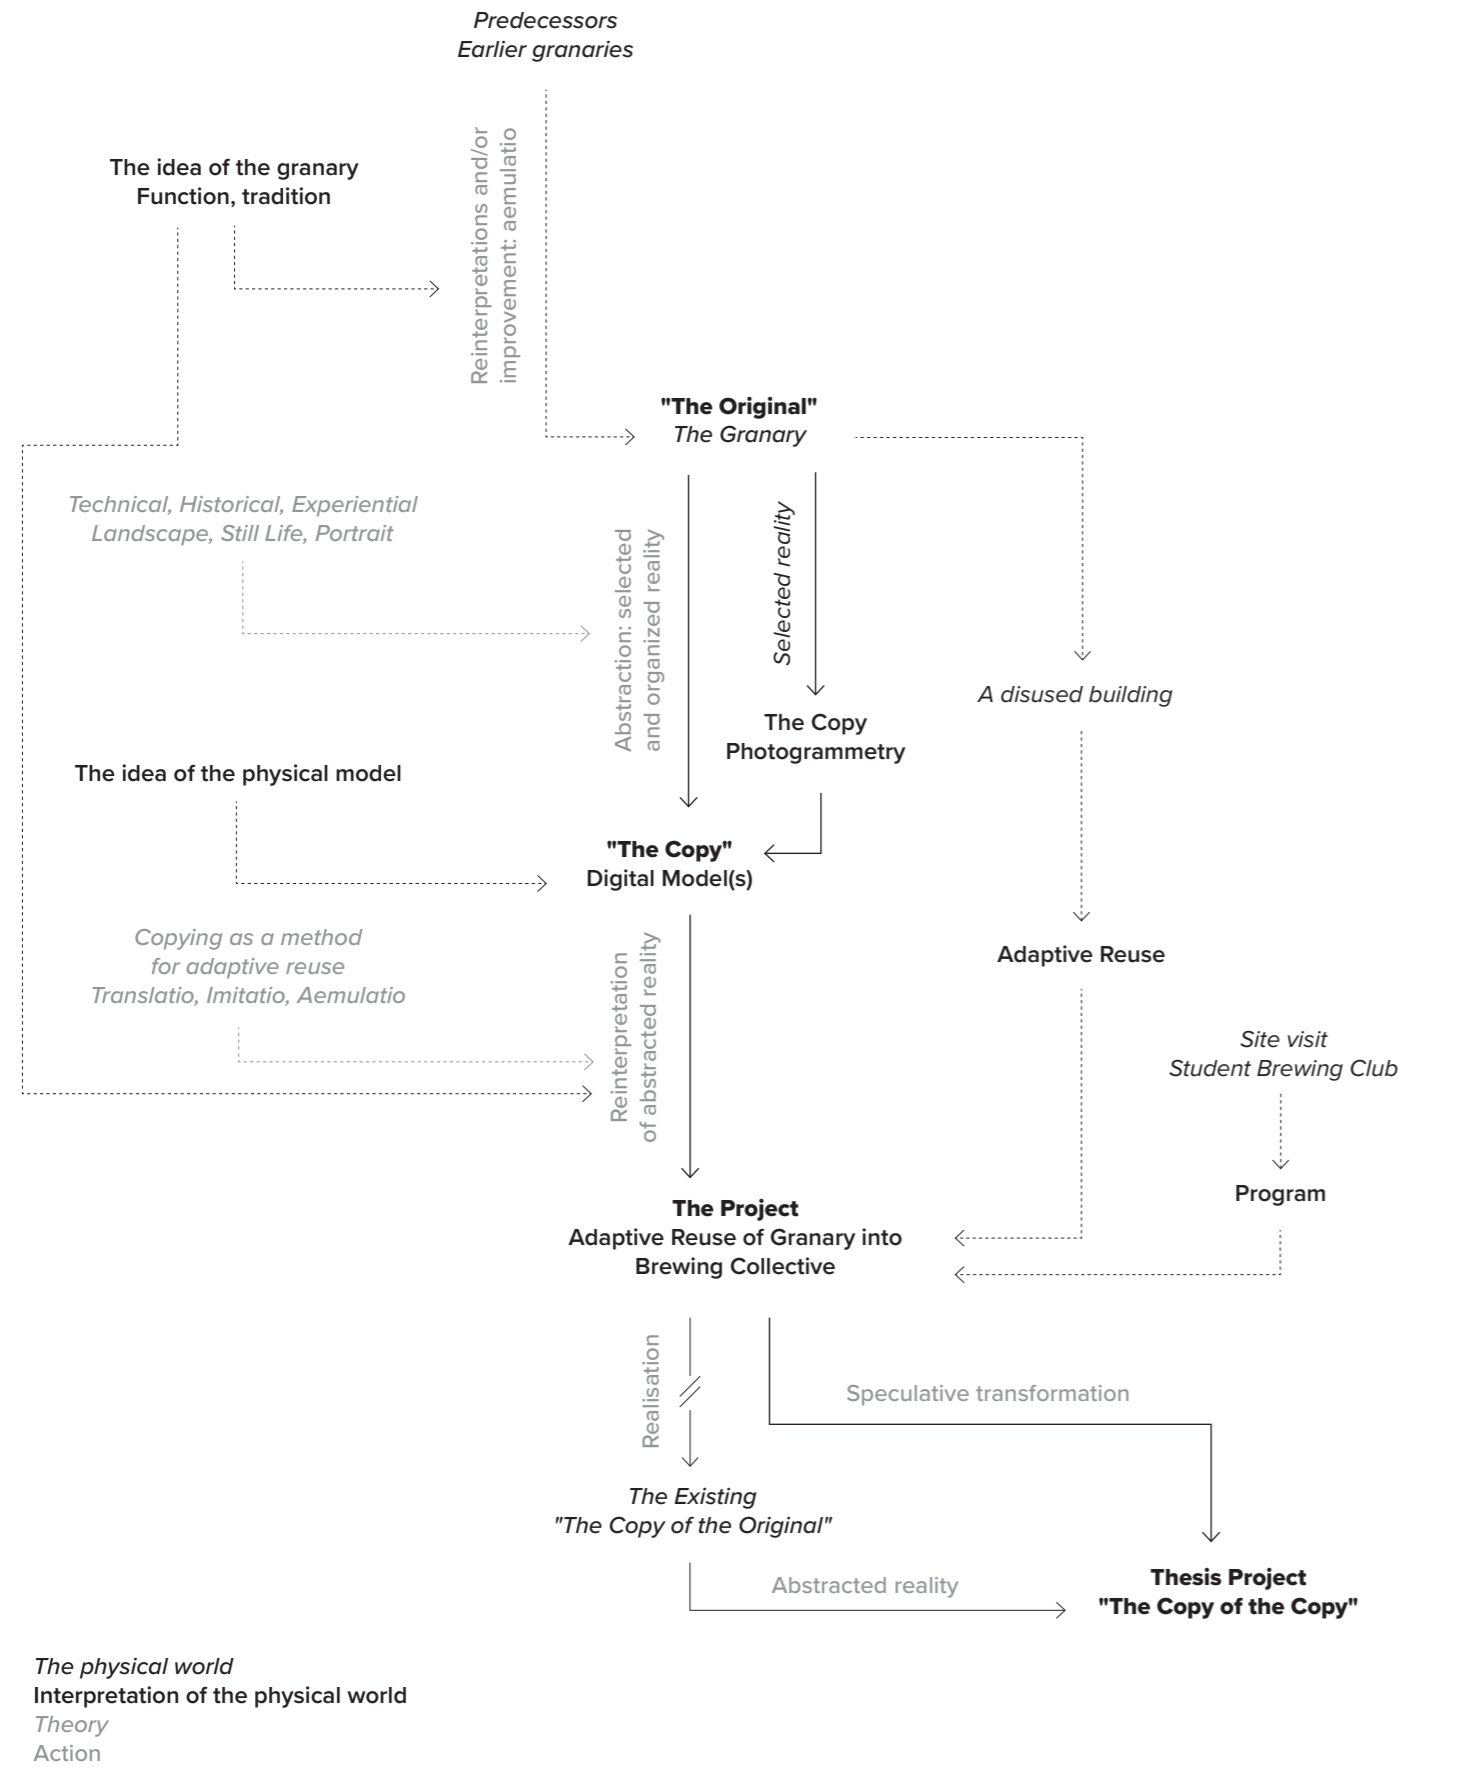 Predecessors
Earlier granaries
The idea of the granary
Function, tradition
Reinterpretations and/or
improvement: aemulatio
"The Original"
The Granary
Technical, Historical, Experiential
Landscape, Still Life, Portrait
Abstraction: selected
and organized reality
Selected reality
A disused building
The Copy
Photogrammetry
The idea of the physical model
"The Copy"
Digital Model(s)
Copying as a method
for adaptive reuse
Translatio, Imitatio, Aemulatio
Reinterpretation
of abstracted reality
Adaptive Reuse
Site visit
Student Brewing Club
Program
The Project
Adaptive Reuse of Granary into
Brewing Collective
Realisation
Speculative transformation
The Existing
"The Copy of the Original"
Abstracted reality
Thesis Project
"The Copy of the Copy"
The physical world
Interpretation of the physical world
Theory
Action